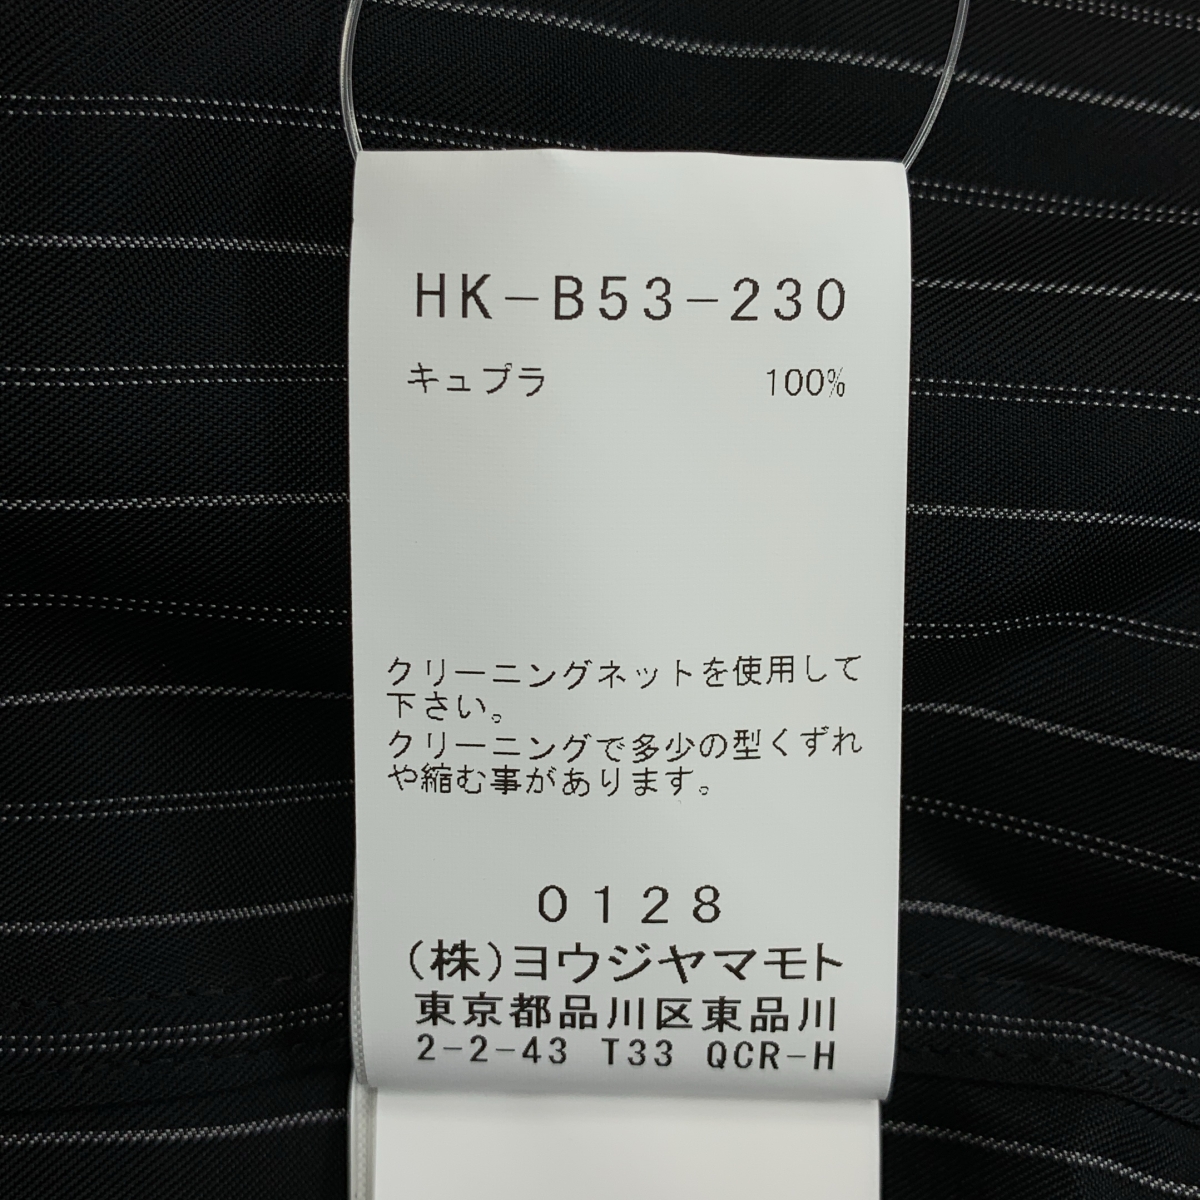 HK-B53-230
キュプラ 100%
クリーニングネットを使用して
下さい。
クリーニングで多少の型くずれ
や縮む事があります。
0128
(株)ヨウジヤマモト
東京都品川区東品川
2-2-43 T33 QCR-H